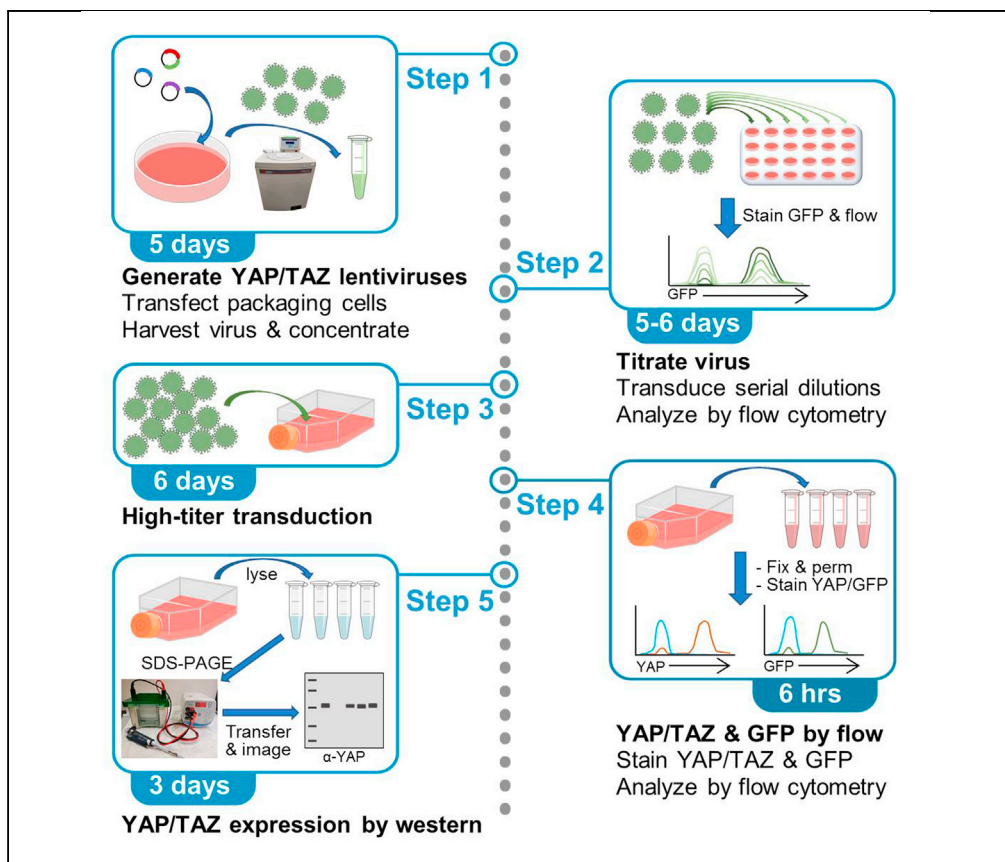 Step 1
5 days
Generate YAP/TAZ lentiviruses
Transfect packaging cells
Harvest virus & concentrate
Stain GFP & flow
GFP
Step 2
5-6 days
Titrate virus
Transduce serial dilutions
Analyze by flow cytometry
Step 3
6 days
High-titer transduction
Step 4
- Fix & perm
- Stain YAP/GFP
YAP
GFP
6 hrs
YAP/TAZ & GFP by flow
Stain YAP/TAZ & GFP
Analyze by flow cytometry
lyse
Step 5
SDS-PAGE
Transfer
& image
α-YAP
3 days
YAP/TAZ expression by western